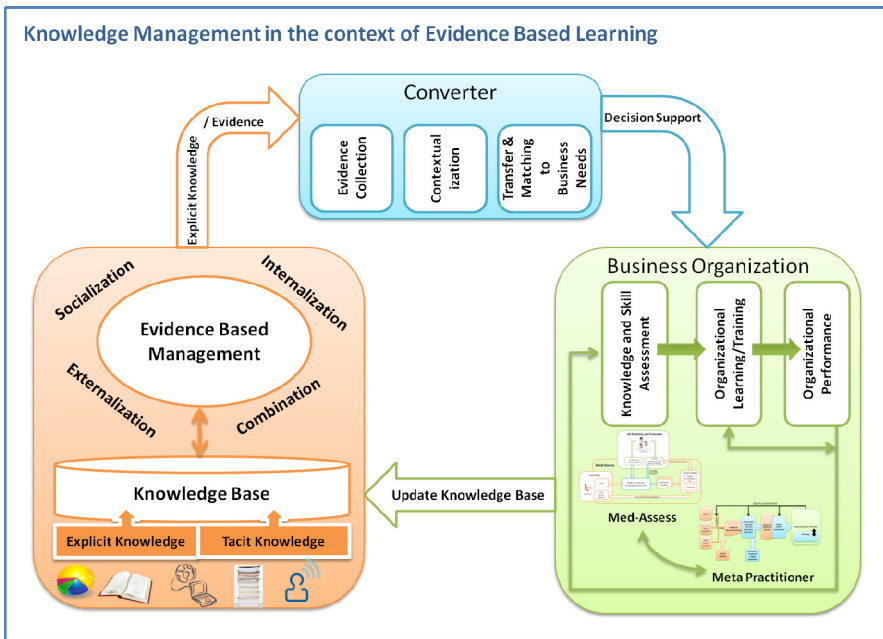 Knowledge Management in the context of Evidence Based Learning
Converter
Evidence
Collection
Contextual
ization
Transfer &
Matching
to
Business
Needs
Explicit Knowledge
/ Evidence
Decision Support
Socialization
Internalization
Evidence Based
Management
Externalization
Combination
Knowledge Base
Explicit Knowledge
Tacit Knowledge
Update Knowledge Base
Business Organization
Knowledge and Skill
Assessment
Organizational
Learning/Training
Organizational
Performance
Med-Assess
Med-Assess
Meta Practitioner